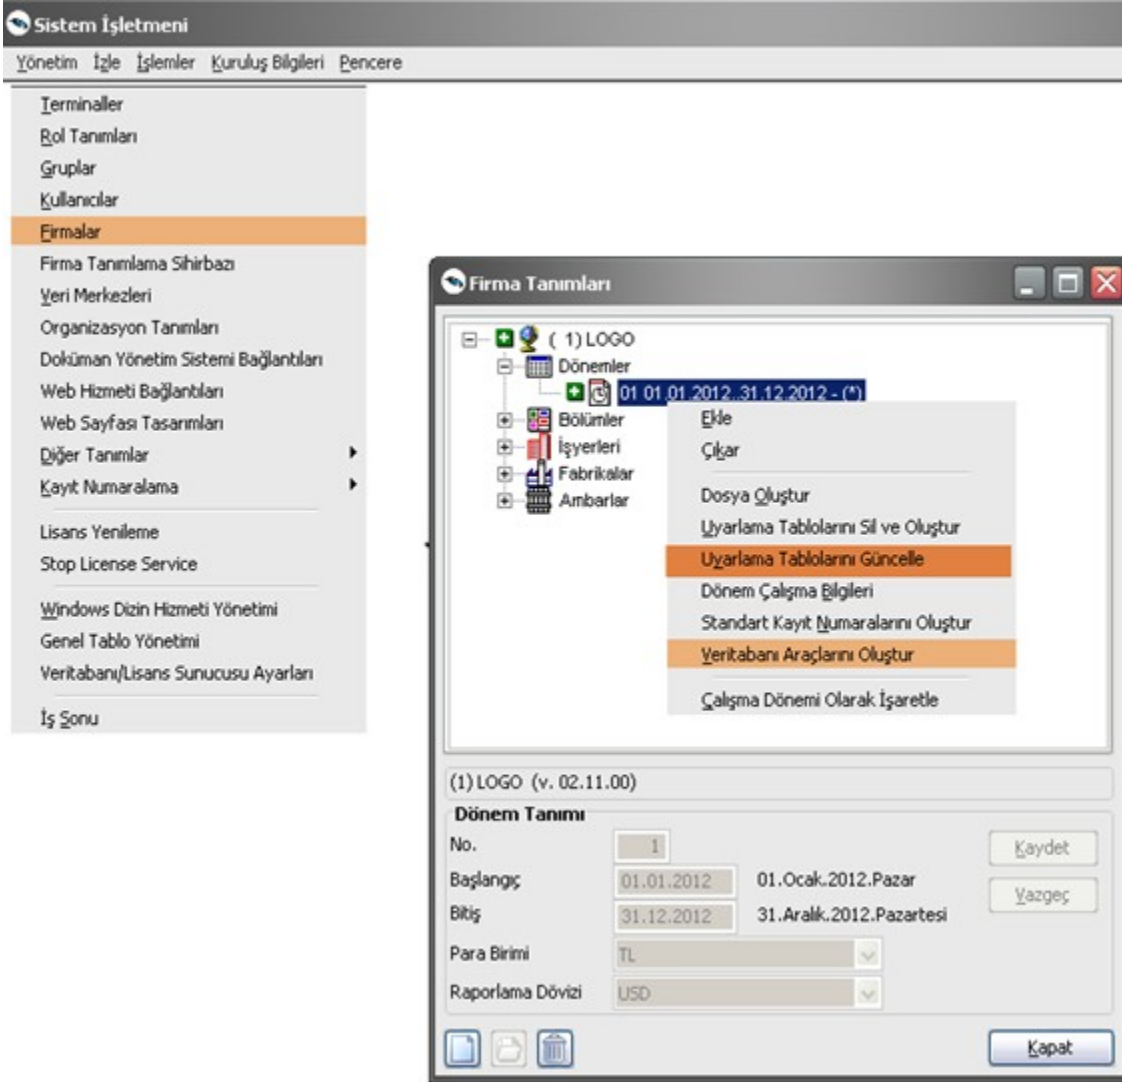 Sistem İşletmeni
Yönetim İzle İşlemler Kuruluş Bilgileri Pencere
Terminaller
Rol Tanımları
Gruplar
Kullanıcılar
Firmalar
Firma Tanımlama Sihirbazı
Veri Merkezleri
Organizasyon Tanımları
Doküman Yönetim Sistemi Bağlantıları
Web Hizmeti Bağlantıları
Web Sayfası Tasarımları
Diğer Tanımlar
Kayıt Numaralama
Lisans Yenileme
Stop License Service
Windows Dizin Hizmeti Yönetimi
Genel Tablo Yönetimi
Veritabanı/Lisans Sunucusu Ayarları
İş Sonu
Firma Tanımları
( 1) LOGO
Dönemler
01 01.01.2012..31.12.2012 - (*)
Bölümler
İşyerleri
Fabrikalar
Ambarlar
Ekle
Çıkar
Dosya Oluştur
Uyarlama Tablolarını Sil ve Oluştur
Uyarlama Tablolarını Güncelle
Dönem Çalışma Bilgileri
Standart Kayıt Numaralarını Oluştur
Veritabanı Araçlarını Oluştur
Çalışma Dönemi Olarak İşaretle
(1) LOGO (v. 02.11.00)
Dönem Tanımı
No. 1
Kaydet
Başlangıç 01.01.2012 01.Ocak.2012.Pazar
Vazgeç
Bitiş 31.12.2012 31.Aralık.2012.Pazartesi
Para Birimi TL
Raporlama Dövizi USD
Kapat